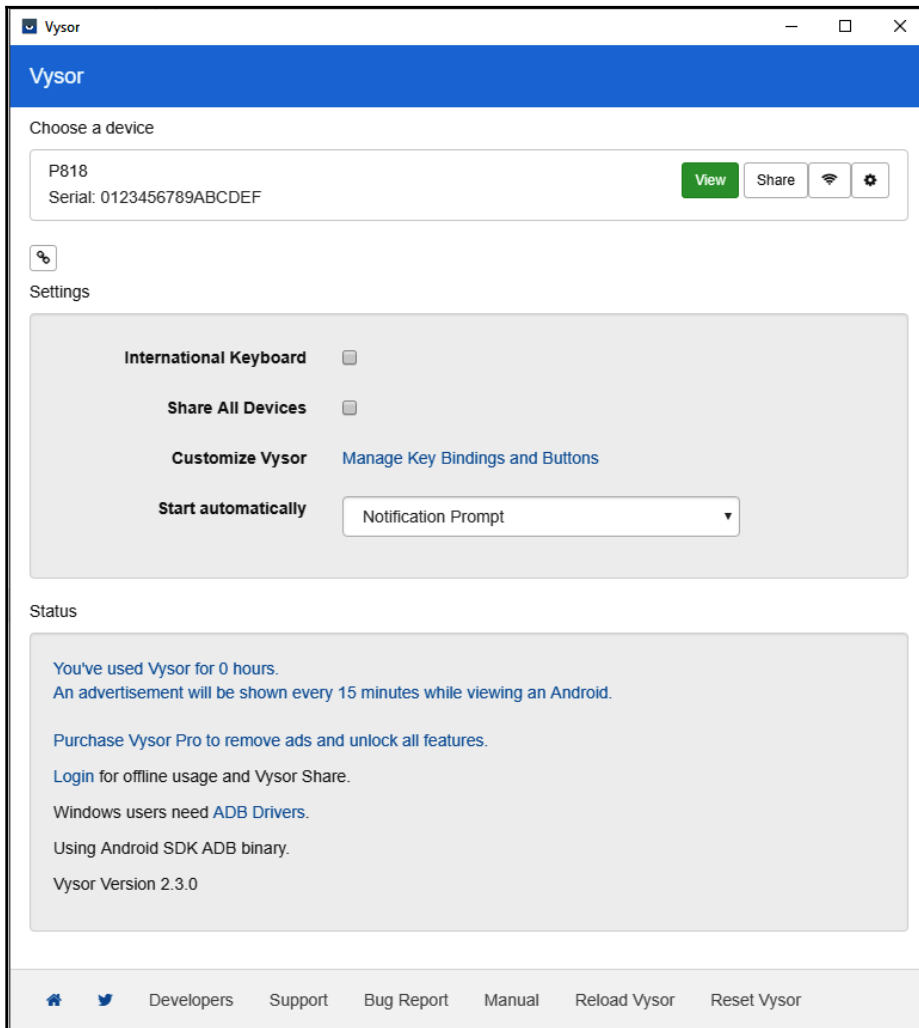 Vysor
Vysor
Choose a device
P818
Serial: 0123456789ABCDEF
View Share
Settings
International Keyboard
Share All Devices
Customize Vysor Manage Key Bindings and Buttons
Start automatically Notification Prompt
Status
You've used Vysor for 0 hours.
An advertisement will be shown every 15 minutes while viewing an Android.
Purchase Vysor Pro to remove ads and unlock all features.
Login for offline usage and Vysor Share.
Windows users need ADB Drivers.
Using Android SDK ADB binary.
Vysor Version 2.3.0
Developers Support Bug Report Manual Reload Vysor Reset Vysor